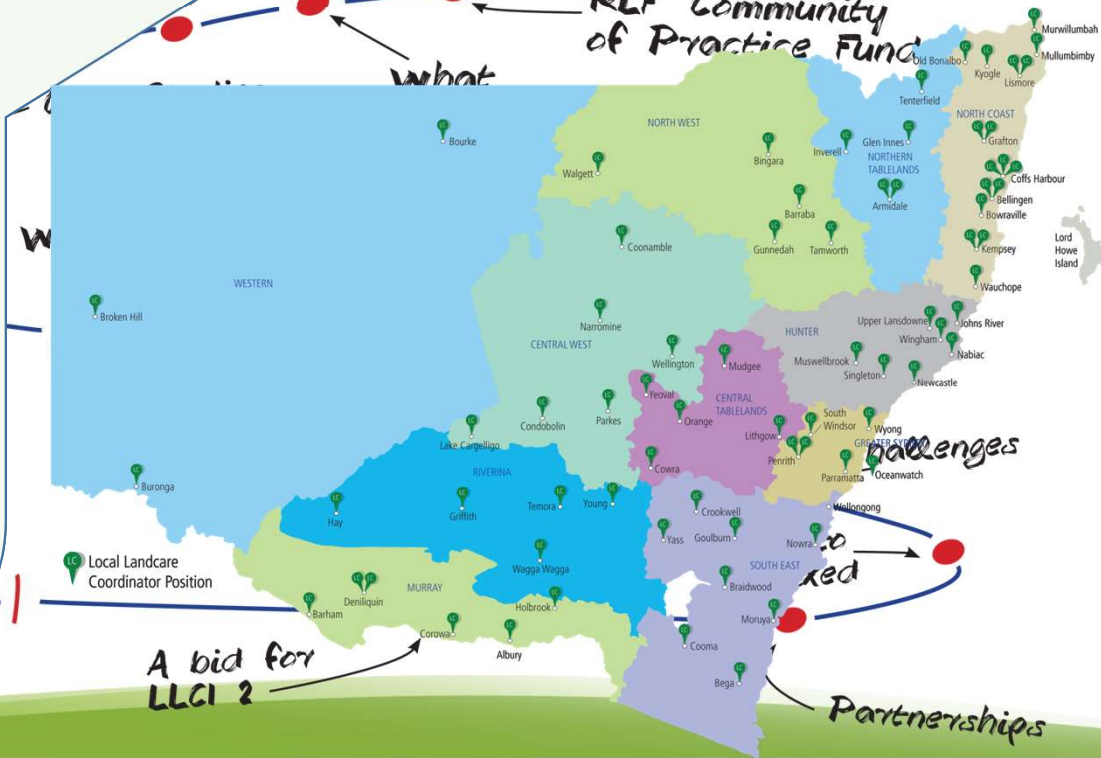 RLF Community
of Practice Fund
What
Murwillumbah
Mullumbimby
Old Bonalbo
Kyogle
Lismore
Tenterfield
NORTH COAST
NORTH WEST
Bourke
Grafton
Glen Innes
Inverell
Bingara
NORTHERN
TABLELANDS
Walgett
Coffs Harbour
Armidale
Bellingen
Barraba
Bowraville
Coonamble
Gunnedah
Tamworth
Kempsey
Lord
Howe
Island
WESTERN
Wauchope
Broken Hill
Narromine
Upper Lansdowne
Johns River
HUNTER
Wingham
CENTRAL WEST
Nabiac
Wellington
Mudgee
Muswellbrook
Singleton
Newcastle
Yeoval
CENTRAL
TABLELANDS
Condobolin
Parkes
Orange
South
Windsor
Wyong
Lithgow
GREATER SYDNEY
hallenges
Lake Cargelligo
Penrith
Cowra
Parramatta
Oceanwatch
RIVERINA
Buronga
Hay
Griffith
Temora
Young
Crookwell
Wollongong
Yass
Goulburn
Nowra
to
xed
SOUTH EAST
LC Local Landcare
Coordinator Position
Wagga Wagga
MURRAY
Deniliquin
Braidwood
Barham
Holbrook
Moruya
Corowa
Albury
Cooma
Bega
A bid for
LLCI 2
Partnerships